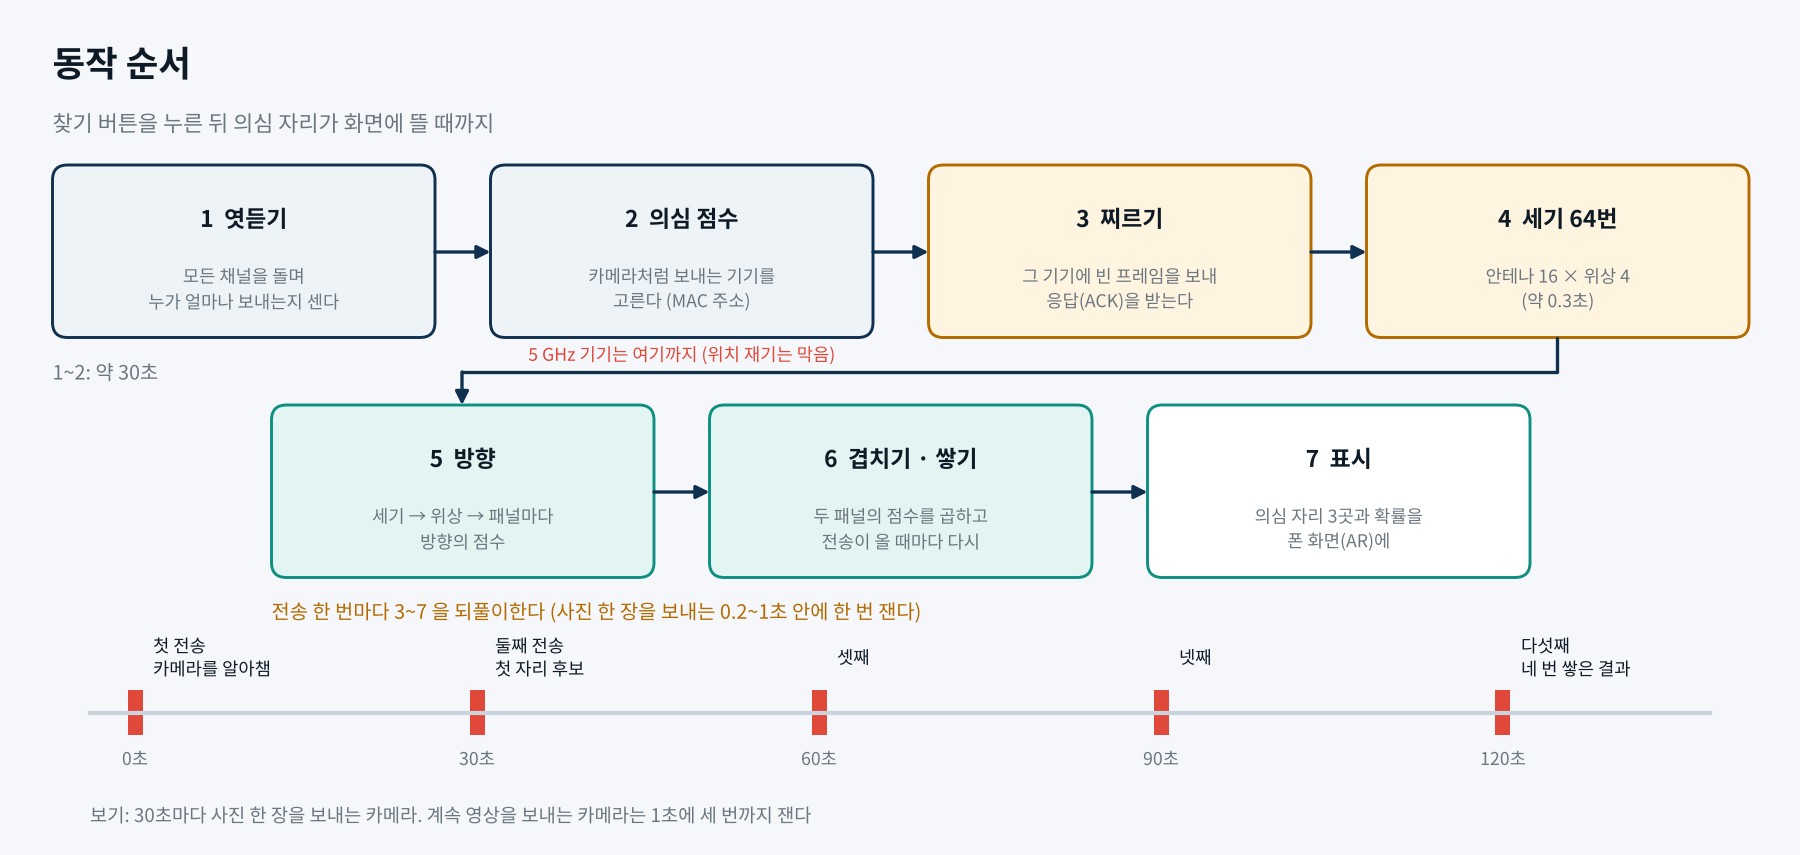 동작 순서
찾기 버튼을 누른 뒤 의심 자리가 화면에 뜰 때까지
1 엿듣기
모든 채널을 돌며
누가 얼마나 보내는지 센다
2 의심 점수
카메라처럼 보내는 기기를
고른다 (MAC 주소)
3 찌르기
그 기기에 빈 프레임을 보내
응답(ACK)을 받는다
4 세기 64번
안테나 16 × 위상 4
(약 0.3초)
5 GHz 기기는 여기까지 (위치 재기는 막음)
1~2: 약 30초
5 방향
세기 → 위상 → 패널마다
방향의 점수
6 겹치기 · 쌓기
두 패널의 점수를 곱하고
전송이 올 때마다 다시
7 표시
의심 자리 3곳과 확률을
폰 화면(AR)에
전송 한 번마다 3~7 을 되풀이한다 (사진 한 장을 보내는 0.2~1초 안에 한 번 잰다)
첫 전송
카메라를 알아챔
둘째 전송
첫 자리 후보
셋째
넷째
다섯째
네 번 쌓은 결과
0초
30초
60초
90초
120초
보기: 30초마다 사진 한 장을 보내는 카메라. 계속 영상을 보내는 카메라는 1초에 세 번까지 잰다